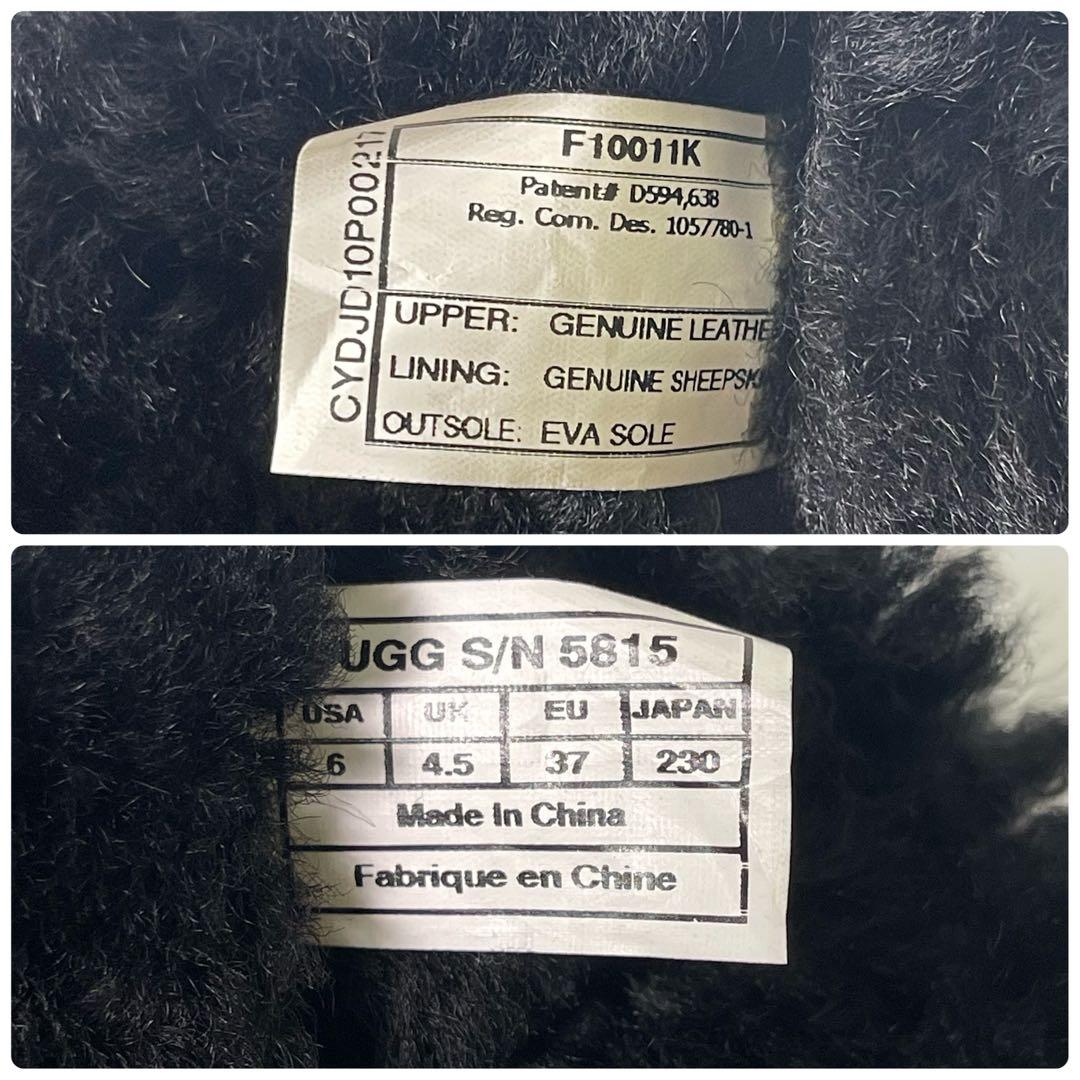 CYDJD10P00217
F10011K
Patent# D594,638
Reg. Com. Des. 1057780-1
UPPER: GENUINE LEATHE
LINING: GENUINE SHEEPSK
OUTSOLE: EVA SOLE
UGG S/N 5815
USA UK EU JAPAN
6 4.5 37 230
Made In China
Fabrique en Chine